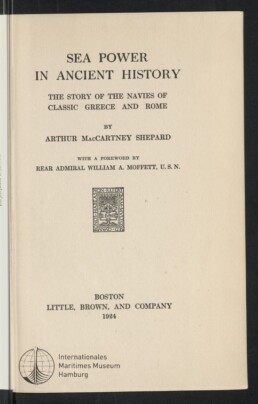 SEA POWER
IN ANCIENT HISTORY
THE STORY OF THE NAVIES OF
CLASSIC GREECE AND ROME
BY
ARTHUR MacCARTNEY SHEPARD
WITH A FOREWORD BY
REAR ADMIRAL WILLIAM A. MOFFETT, U.S.N.
BOSTON
LITTLE, BROWN, AND COMPANY
1924
Internationales
Maritimes Museum
Hamburg